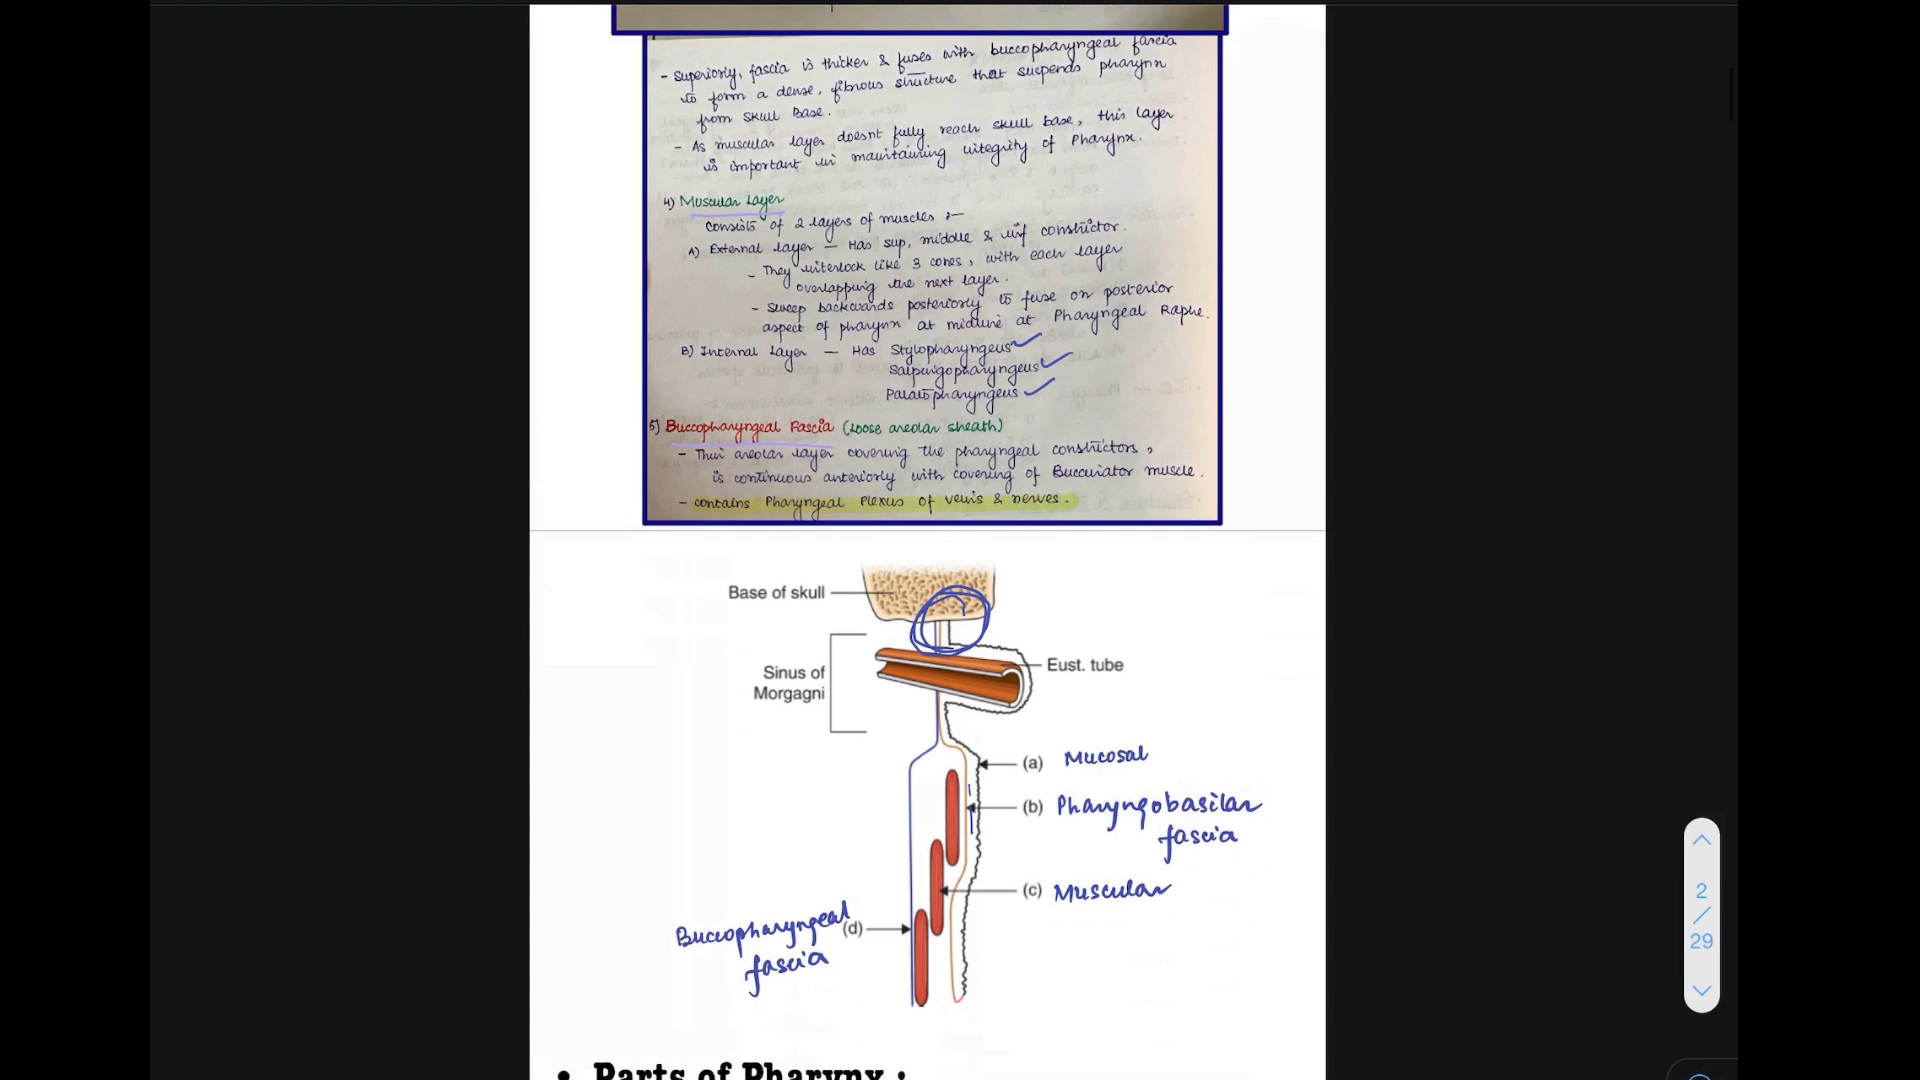 - Superiorly, fascia is thicker & fuses with buccopharyngeal fascia
to form a dense, fibrous structure that suspends pharynx
from skull Base.
- As muscular layer doesnt fully reach skull base, this layer
is important in maintaining integrity of Pharynx.
4) Muscular Layer
consists of 2 layers of muscles :-
A) External layer — Has sup, middle & inf constrictor.
- They interlock like 3 cones, with each layer
overlapping the next layer.
- Sweep backwards posteriorly to fuse on posterior
aspect of pharynx at midline at Pharyngeal Raphe.
B) Internal Layer — Has Stylopharyngeus
Salpingopharyngeus
Palatopharyngeus
5) Buccopharyngeal Fascia (Loose areolar sheath)
- Thin areolar layer covering the pharyngeal constrictors,
is continuous anteriorly with covering of Buccinator muscle.
- contains Pharyngeal Plexus of veins & nerves.
Base of skull
Sinus of
Morgagni
Eust. tube
(a) Mucosal
(b) Pharyngobasilar
fascia
(c) Muscular
Buccopharyngeal (d)
fascia
2
/
29
• Parts of Pharynx :